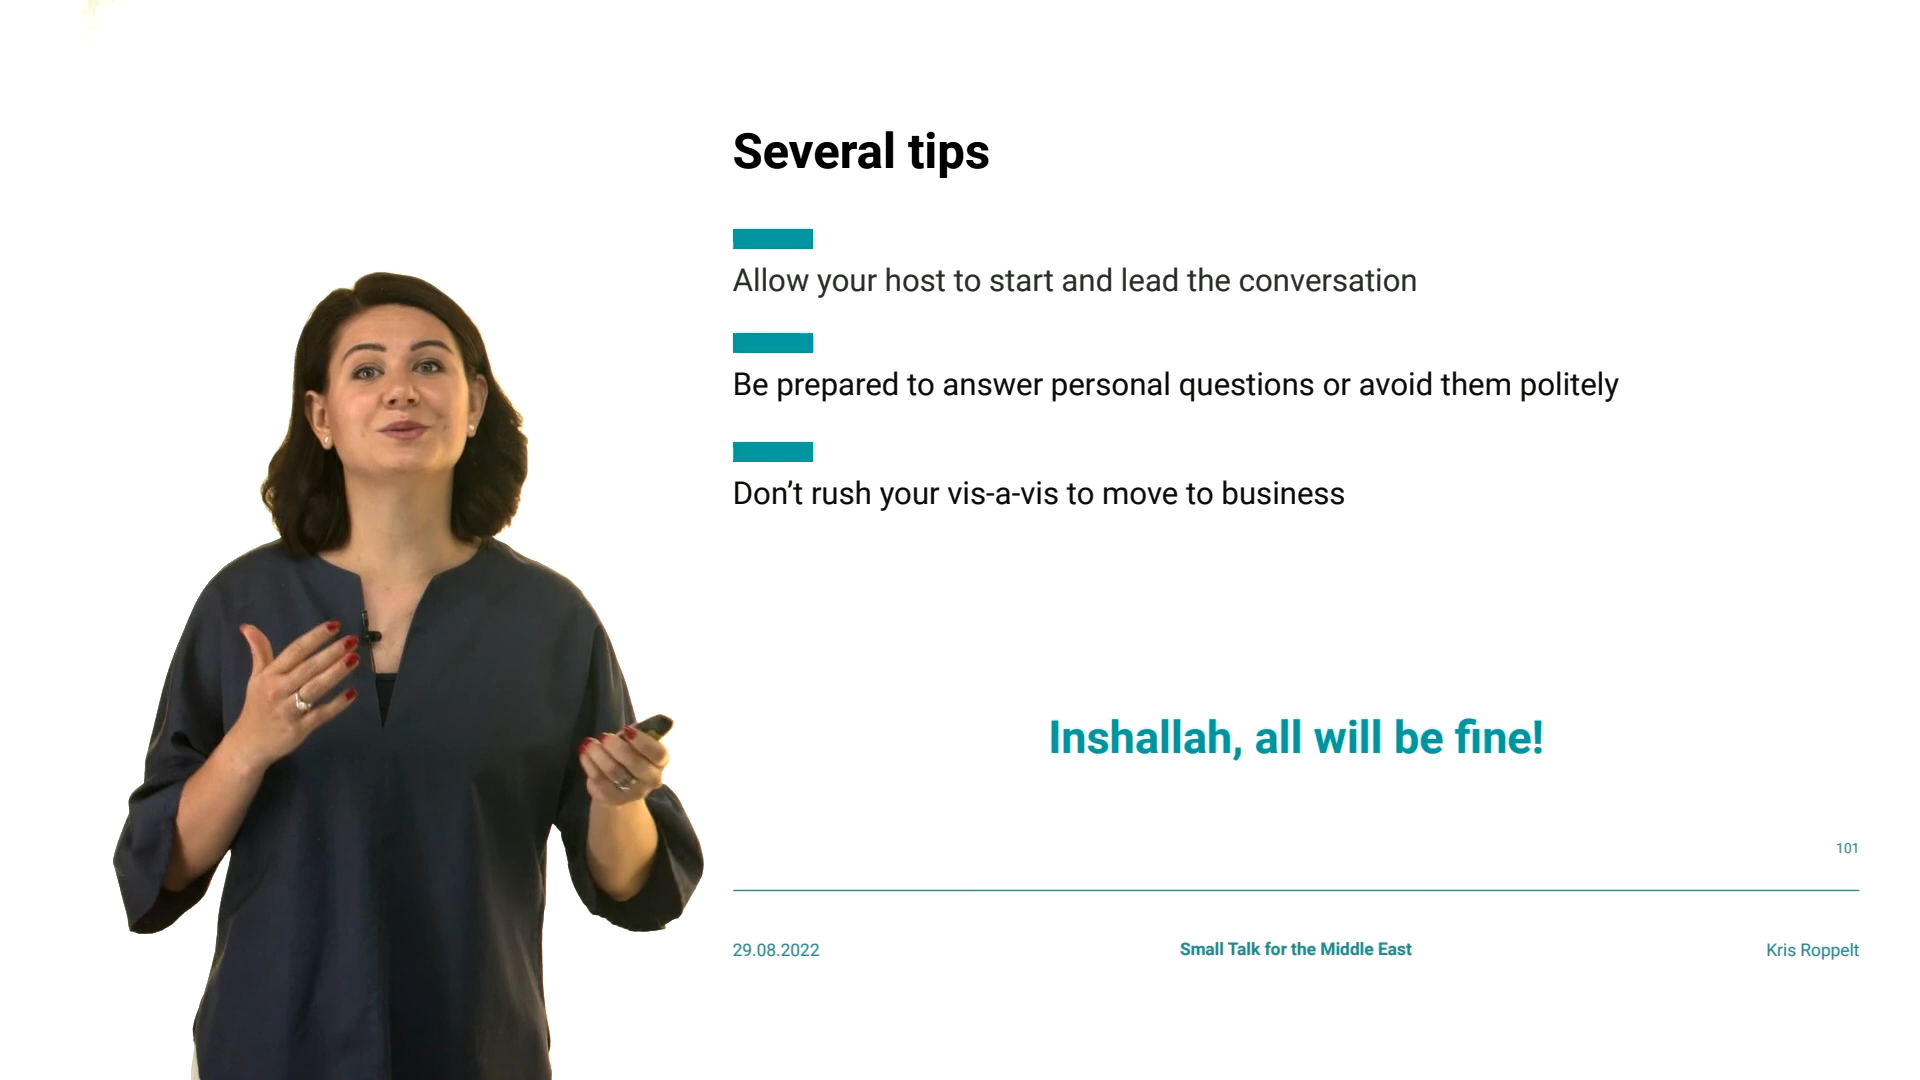 Several tips
Allow your host to start and lead the conversation
Be prepared to answer personal questions or avoid them politely
Don’t rush your vis-a-vis to move to business
Inshallah, all will be fine!
101
29.08.2022
Small Talk for the Middle East
Kris Roppelt